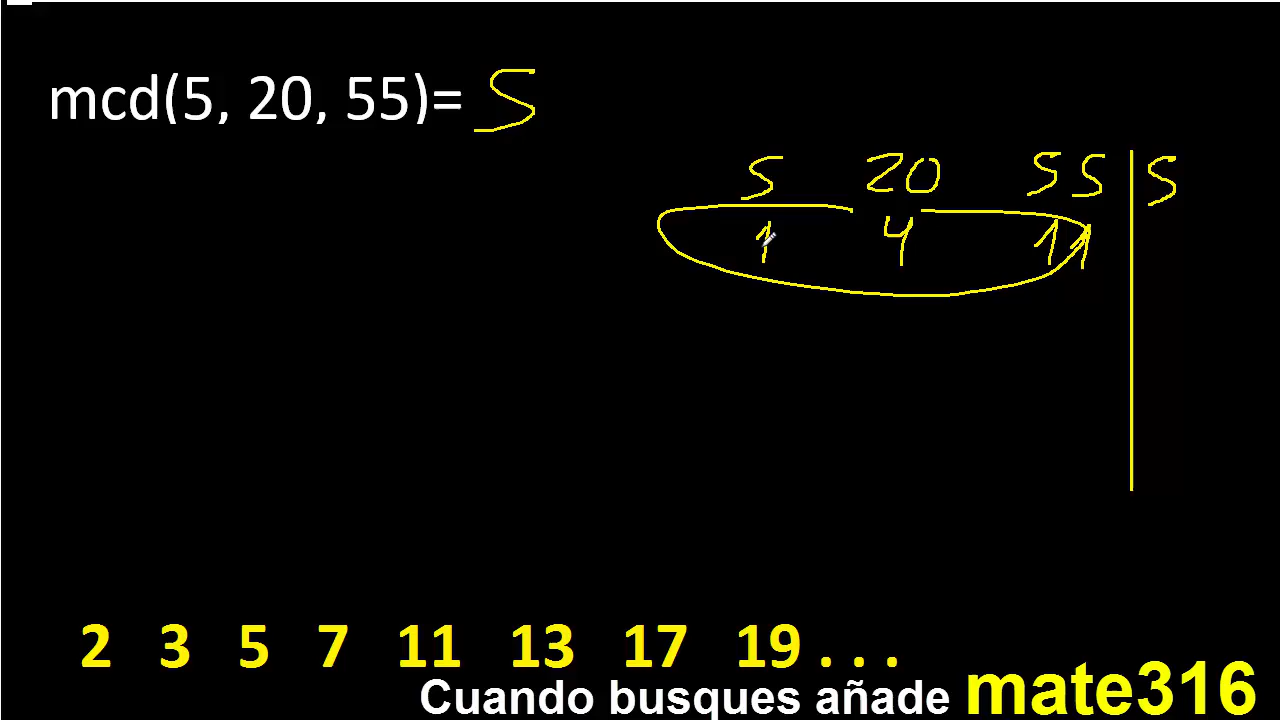 mcd(5, 20, 55)= 5
5 20 55 5
1 4 11
2 3 5 7 11 13 17 19 . . .
Cuando busques añade mate316